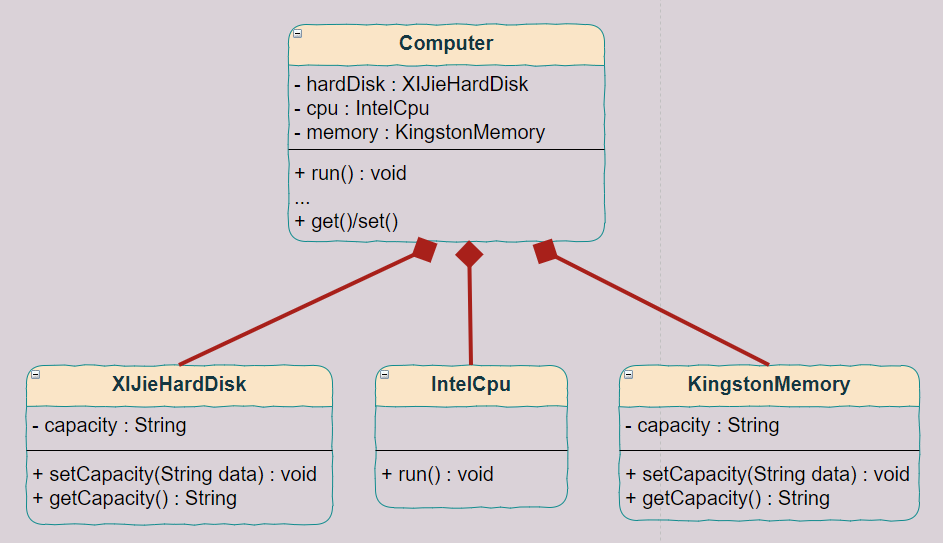 Computer
- hardDisk : XIJieHardDisk
- cpu : IntelCpu
- memory : KingstonMemory
+ run() : void
...
+ get()/set()
XIJieHardDisk
- capacity : String
+ setCapacity(String data) : void
+ getCapacity() : String
IntelCpu
+ run() : void
KingstonMemory
- capacity : String
+ setCapacity(String data) : void
+ getCapacity() : String